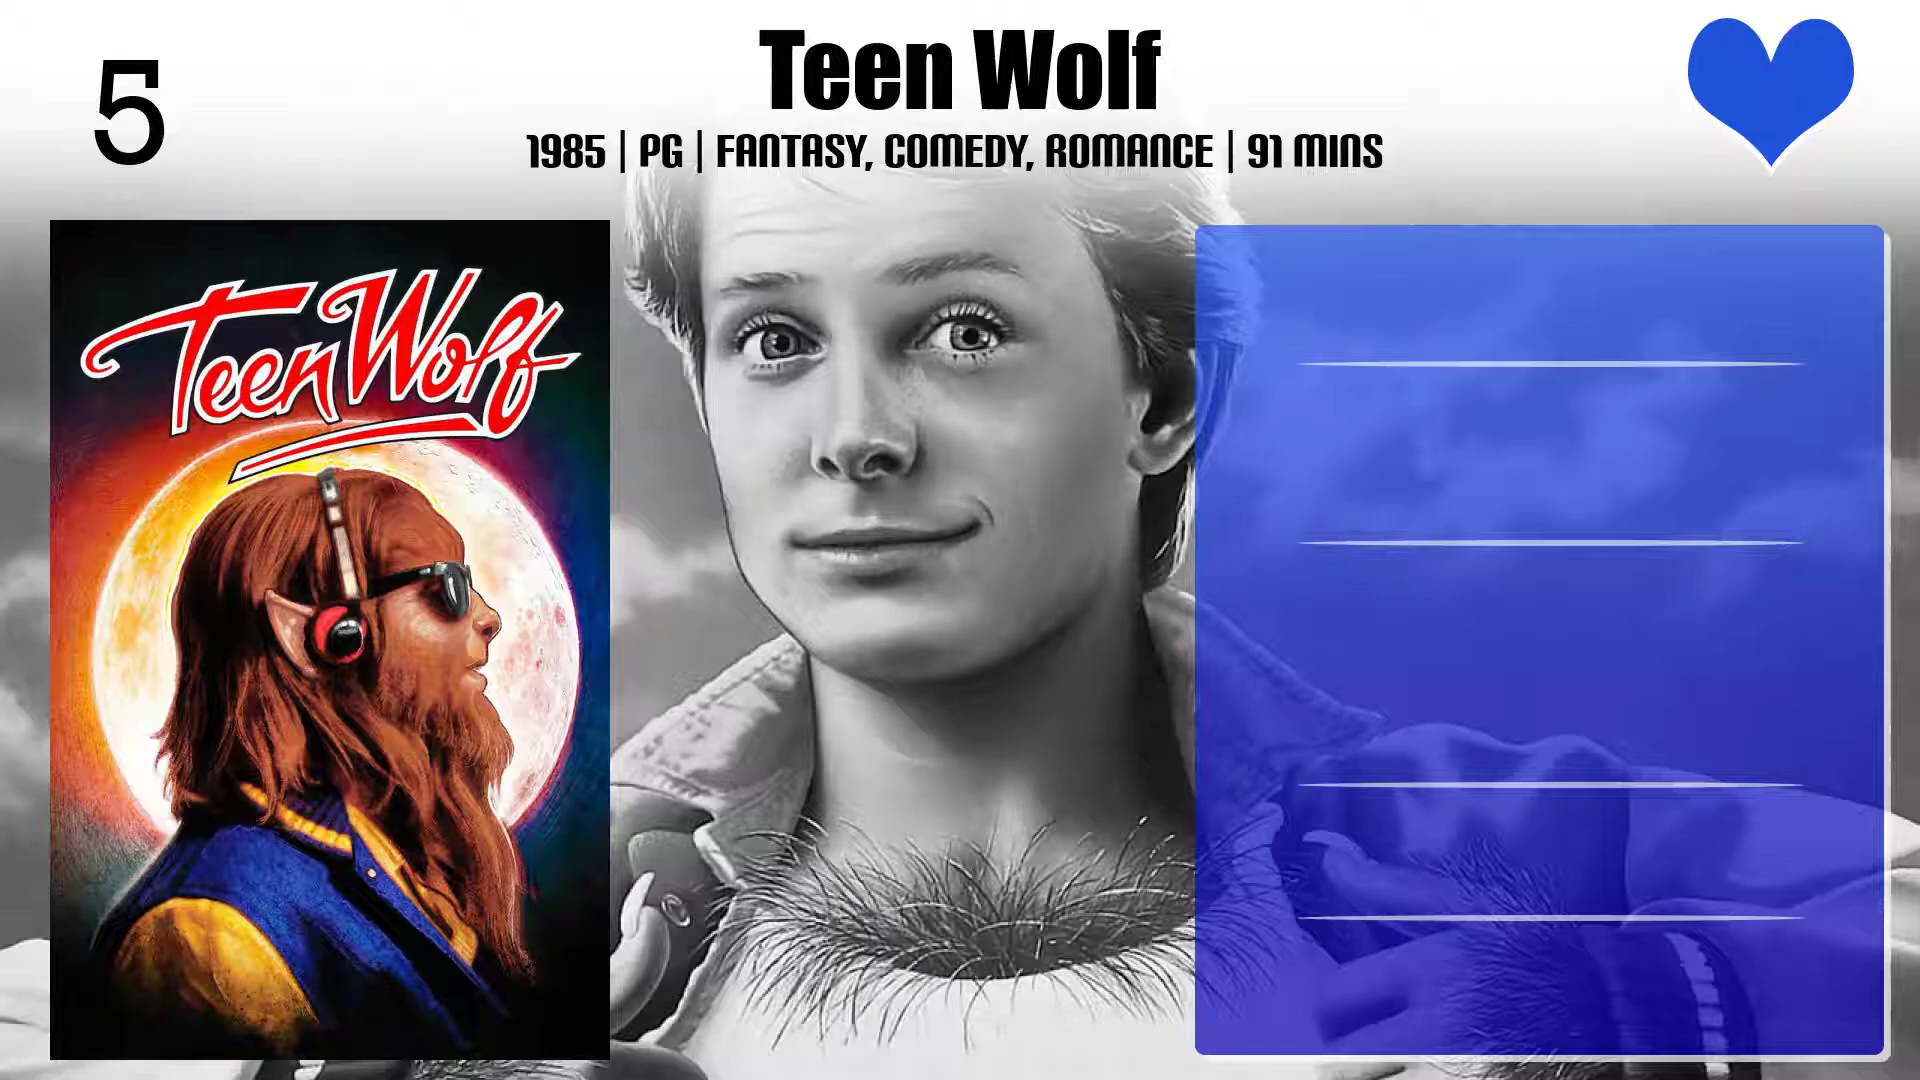 5
Teen Wolf
1985 | PG | FANTASY, COMEDY, ROMANCE | 91 MINS
Teen Wolf